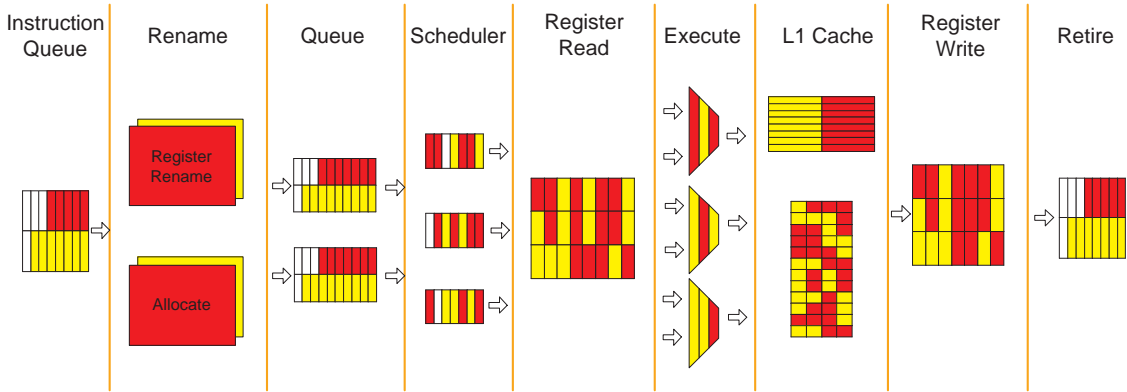 Instruction
Queue
Rename
Queue
Scheduler
Register
Read
Execute
L1 Cache
Register
Write
Retire
Register
Rename
Allocate